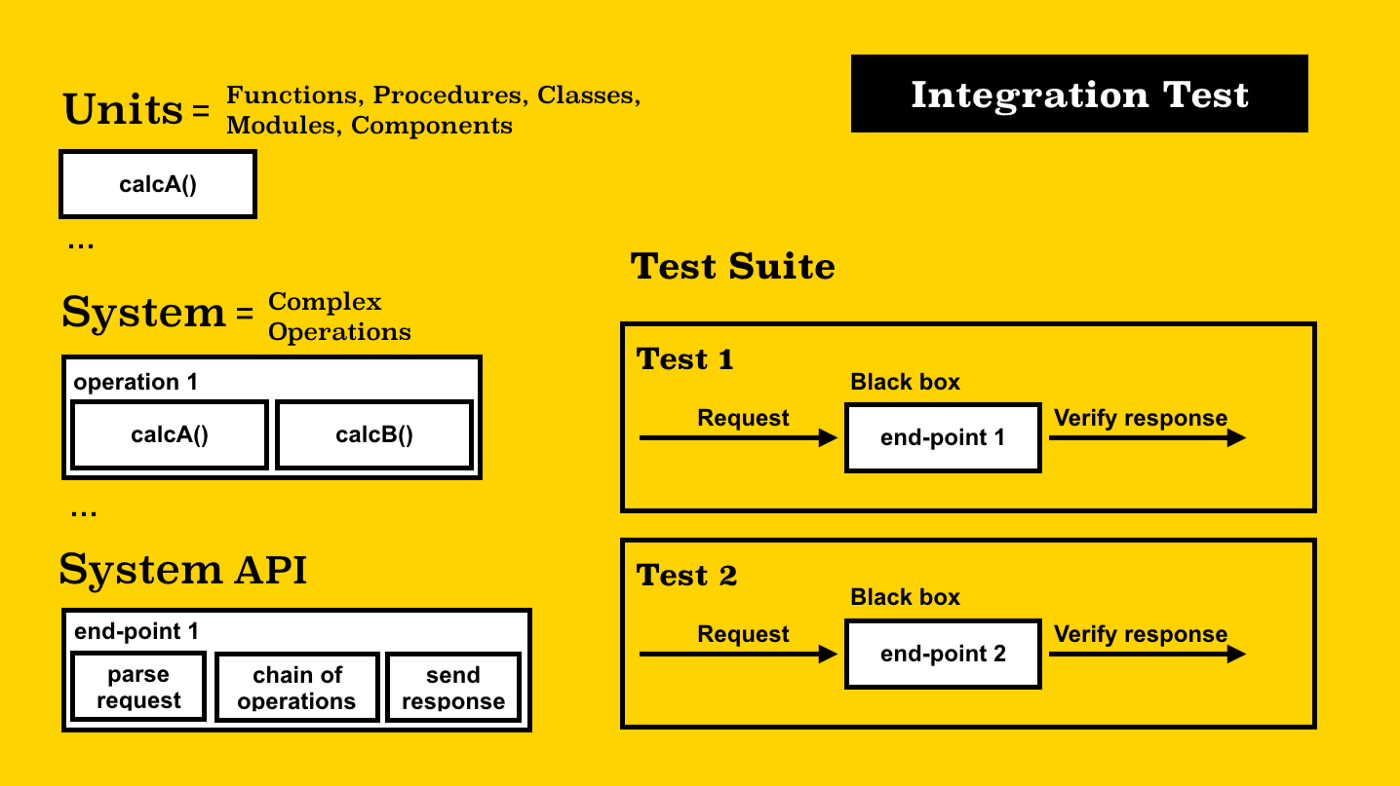 Integration Test
Units = Functions, Procedures, Classes,
Modules, Components
calcA()
...
System = Complex
Operations
operation 1
calcA() calcB()
...
System API
end-point 1
parse
request
chain of
operations
send
response
Test Suite
Test 1
Black box
Request
end-point 1
Verify response
Test 2
Black box
Request
end-point 2
Verify response